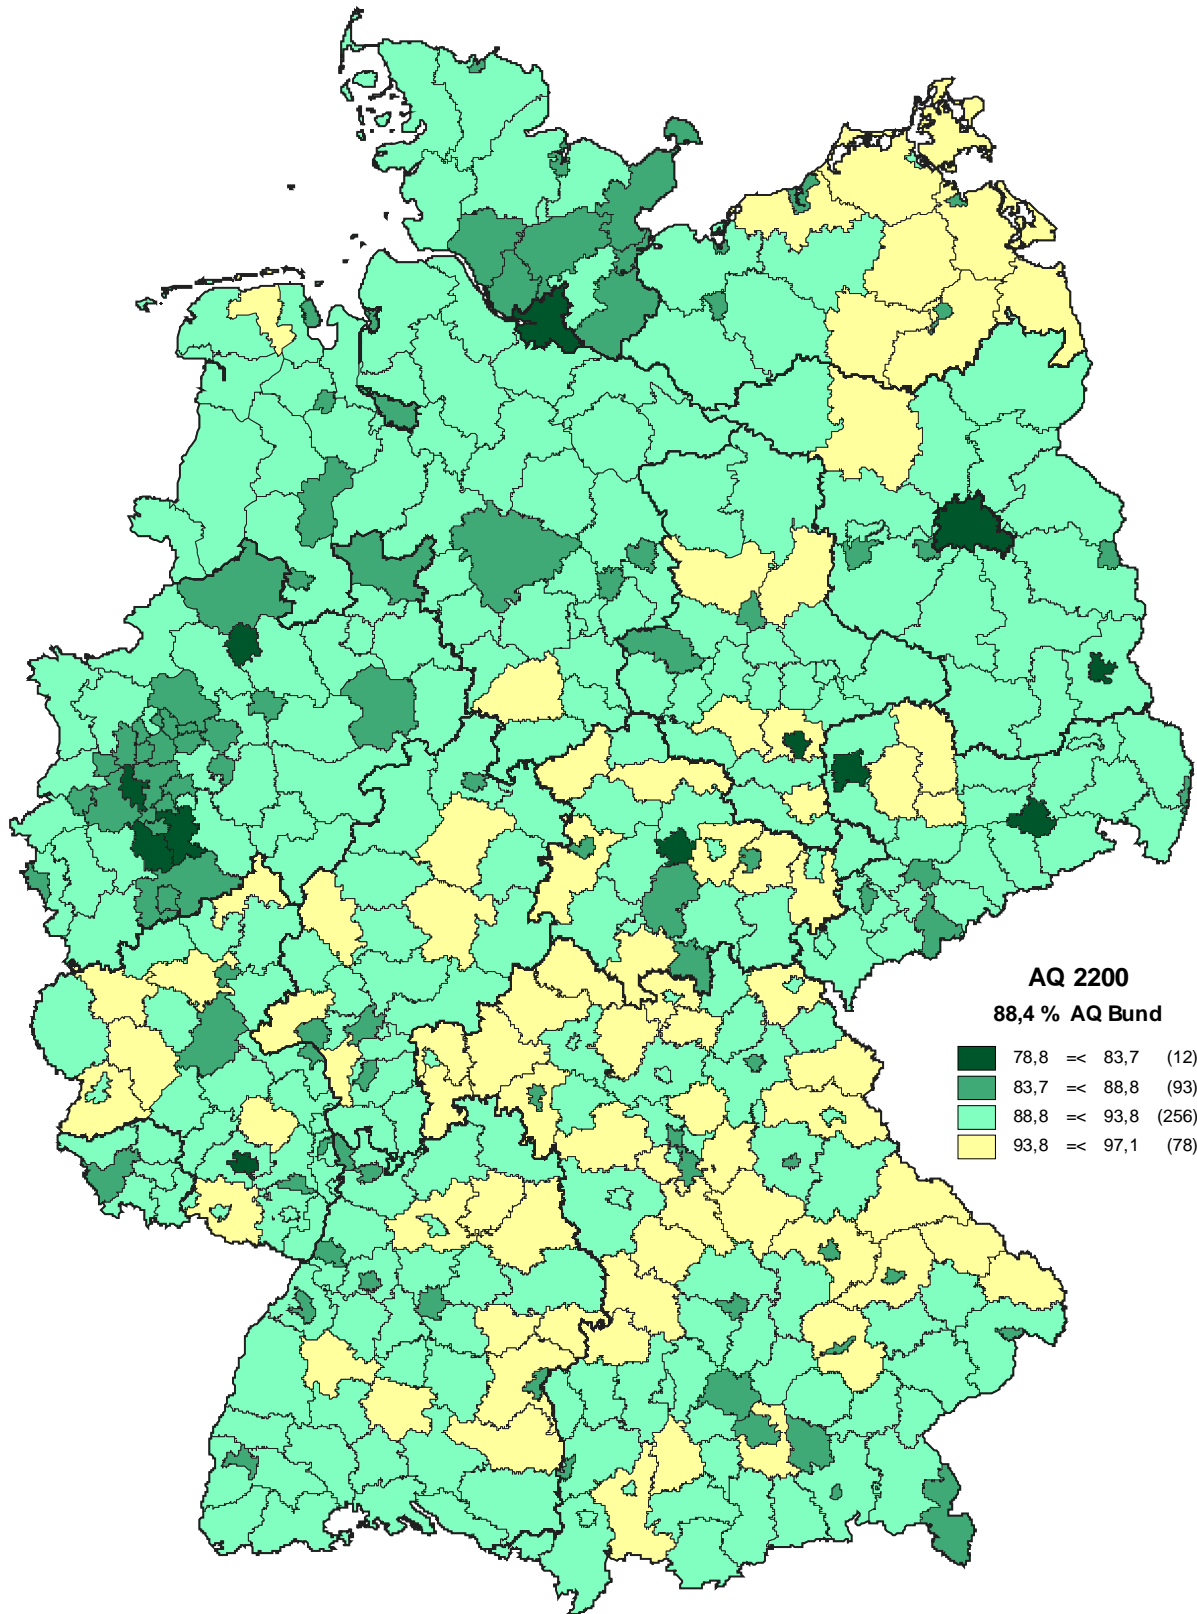 AQ 2200
88,4 % AQ Bund
78,8 =< 83,7 (12)
83,7 =< 88,8 (93)
88,8 =< 93,8 (256)
93,8 =< 97,1 (78)